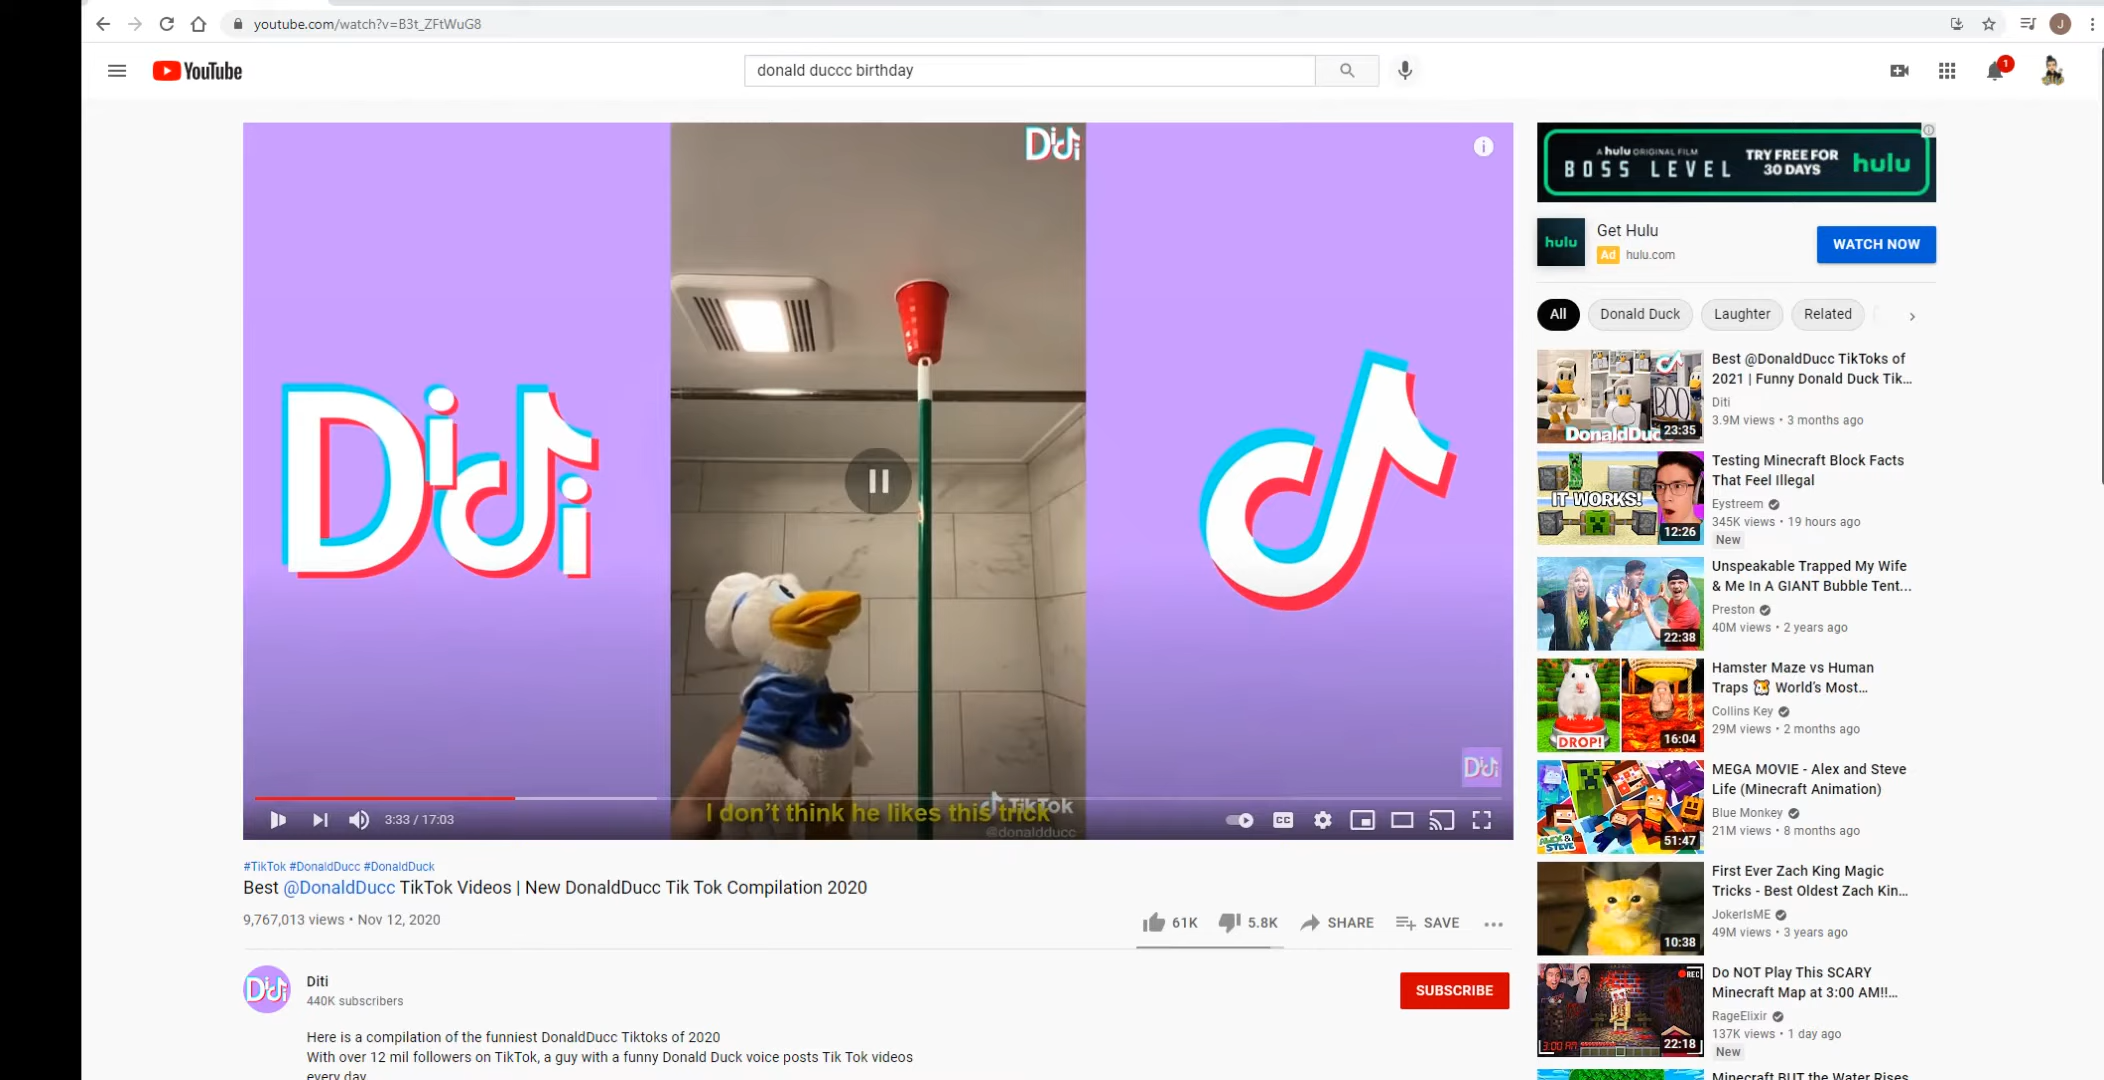 youtube.com/watch?v=B3t_ZFtWuG8
J
YouTube
donald duccc birthday
1
Diti
i
Diti
I don't think he likes this trick
TikTok
@donaldducc
Diti
3:33 / 17:03
CC
#TikTok #DonaldDucc #DonaldDuck
Best @DonaldDucc TikTok Videos | New DonaldDucc Tik Tok Compilation 2020
9,767,013 views • Nov 12, 2020
61K
5.8K
SHARE
SAVE
Diti
Diti
440K subscribers
SUBSCRIBE
Here is a compilation of the funniest DonaldDucc Tiktoks of 2020
With over 12 mil followers on TikTok, a guy with a funny Donald Duck voice posts Tik Tok videos
every day
A hulu ORIGINAL FILM
BOSS LEVEL
TRY FREE FOR
30 DAYS
hulu
hulu
Get Hulu
Ad hulu.com
WATCH NOW
All
Donald Duck
Laughter
Related
BOO
DonaldDuc
23:35
Best @DonaldDucc TikToks of
2021 | Funny Donald Duck Tik...
Diti
3.9M views • 3 months ago
IT WORKS!
12:26
Testing Minecraft Block Facts
That Feel Illegal
Eystreem
345K views • 19 hours ago
New
22:38
Unspeakable Trapped My Wife
& Me In A GIANT Bubble Tent...
Preston
40M views • 2 years ago
DROP!
16:04
Hamster Maze vs Human
Traps 🐹 World's Most...
Collins Key
29M views • 2 months ago
ALEX &
STEVE
51:47
MEGA MOVIE - Alex and Steve
Life (Minecraft Animation)
Blue Monkey
21M views • 8 months ago
10:38
First Ever Zach King Magic
Tricks - Best Oldest Zach Kin...
JokerIsME
49M views • 3 years ago
REC
3:00 AM
22:18
Do NOT Play This SCARY
Minecraft Map at 3:00 AM!!...
RageElixir
137K views • 1 day ago
New
Minecraft BUT the Water Rises